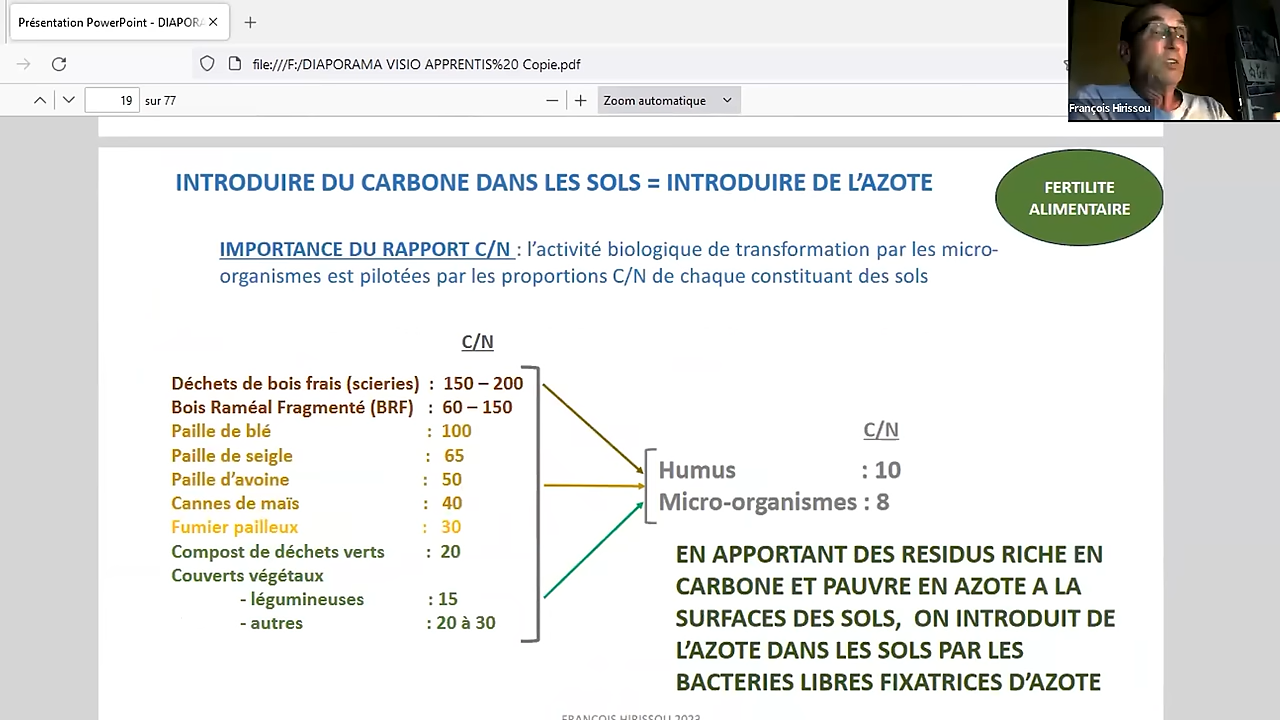 Présentation PowerPoint - DIAPORA
file:///F:/DIAPORAMA VISIO APPRENTIS%20 Copie.pdf
19 sur 77
Zoom automatique
François Hirissou
INTRODUIRE DU CARBONE DANS LES SOLS = INTRODUIRE DE L'AZOTE
FERTILITE
ALIMENTAIRE
IMPORTANCE DU RAPPORT C/N : l'activité biologique de transformation par les micro-
organismes est pilotées par les proportions C/N de chaque constituant des sols
C/N
Déchets de bois frais (scieries) : 150 – 200
Bois Raméal Fragmenté (BRF) : 60 – 150
Paille de blé : 100
Paille de seigle : 65
Paille d'avoine : 50
Cannes de maïs : 40
Fumier pailleux : 30
Compost de déchets verts : 20
Couverts végétaux
- légumineuses : 15
- autres : 20 à 30
C/N
Humus : 10
Micro-organismes : 8
EN APPORTANT DES RESIDUS RICHE EN
CARBONE ET PAUVRE EN AZOTE A LA
SURFACES DES SOLS, ON INTRODUIT DE
L'AZOTE DANS LES SOLS PAR LES
BACTERIES LIBRES FIXATRICES D'AZOTE
FRANÇOIS HIRISSOU 2023